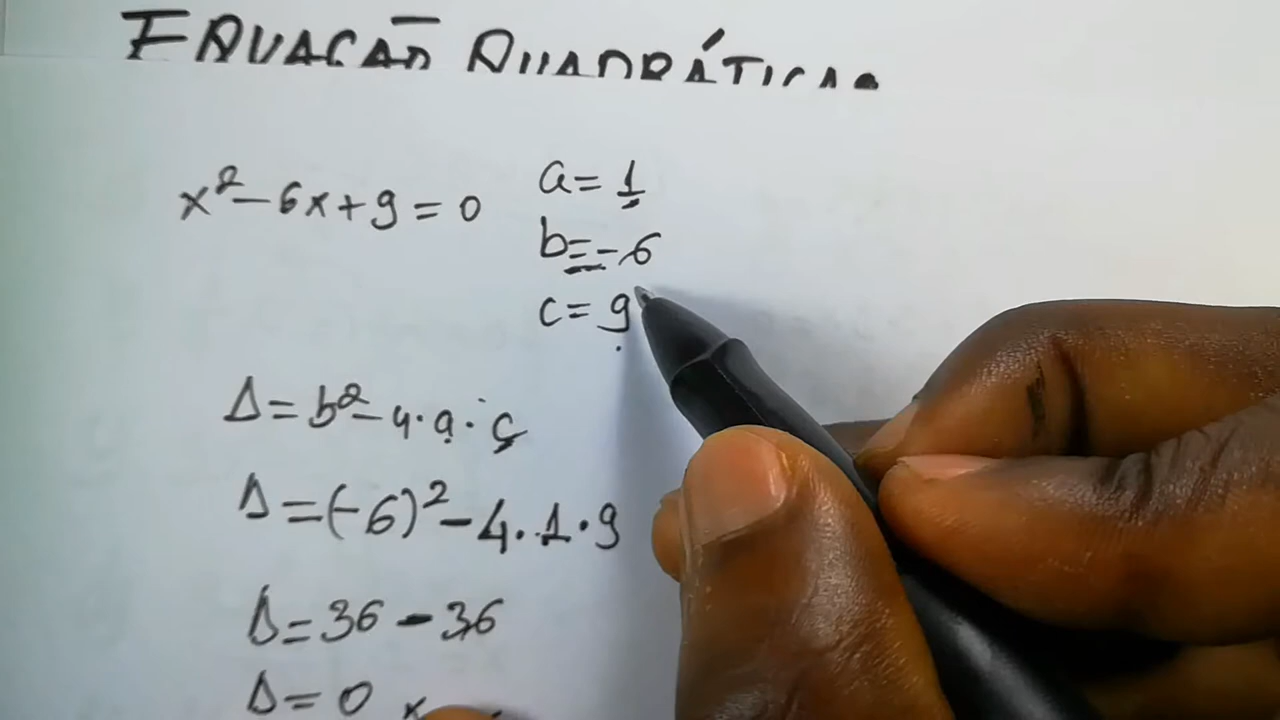 EQUAÇÃO QUADRÁTICA
x²-6x+9=0
a=1
b=-6
c=9
Δ=b²-4·a·c
Δ=(-6)²-4·1·9
Δ=36-36
Δ=0